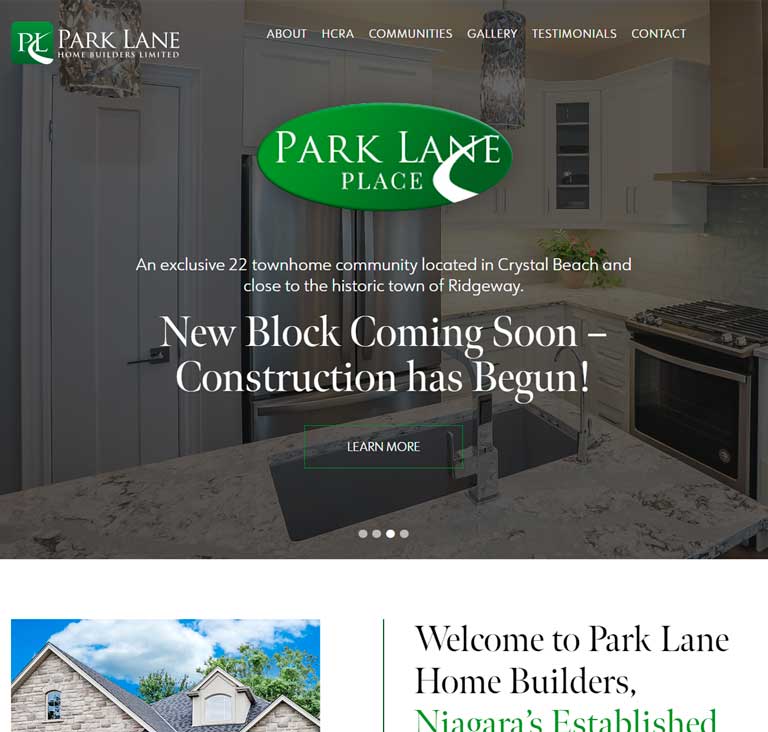 PL PARK LANE
HOME BUILDERS LIMITED
ABOUT HCRA COMMUNITIES GALLERY TESTIMONIALS CONTACT
PARK LANE
PLACE
An exclusive 22 townhome community located in Crystal Beach and
close to the historic town of Ridgeway.
New Block Coming Soon –
Construction has Begun!
LEARN MORE
Welcome to Park Lane
Home Builders,
Niagara's Established